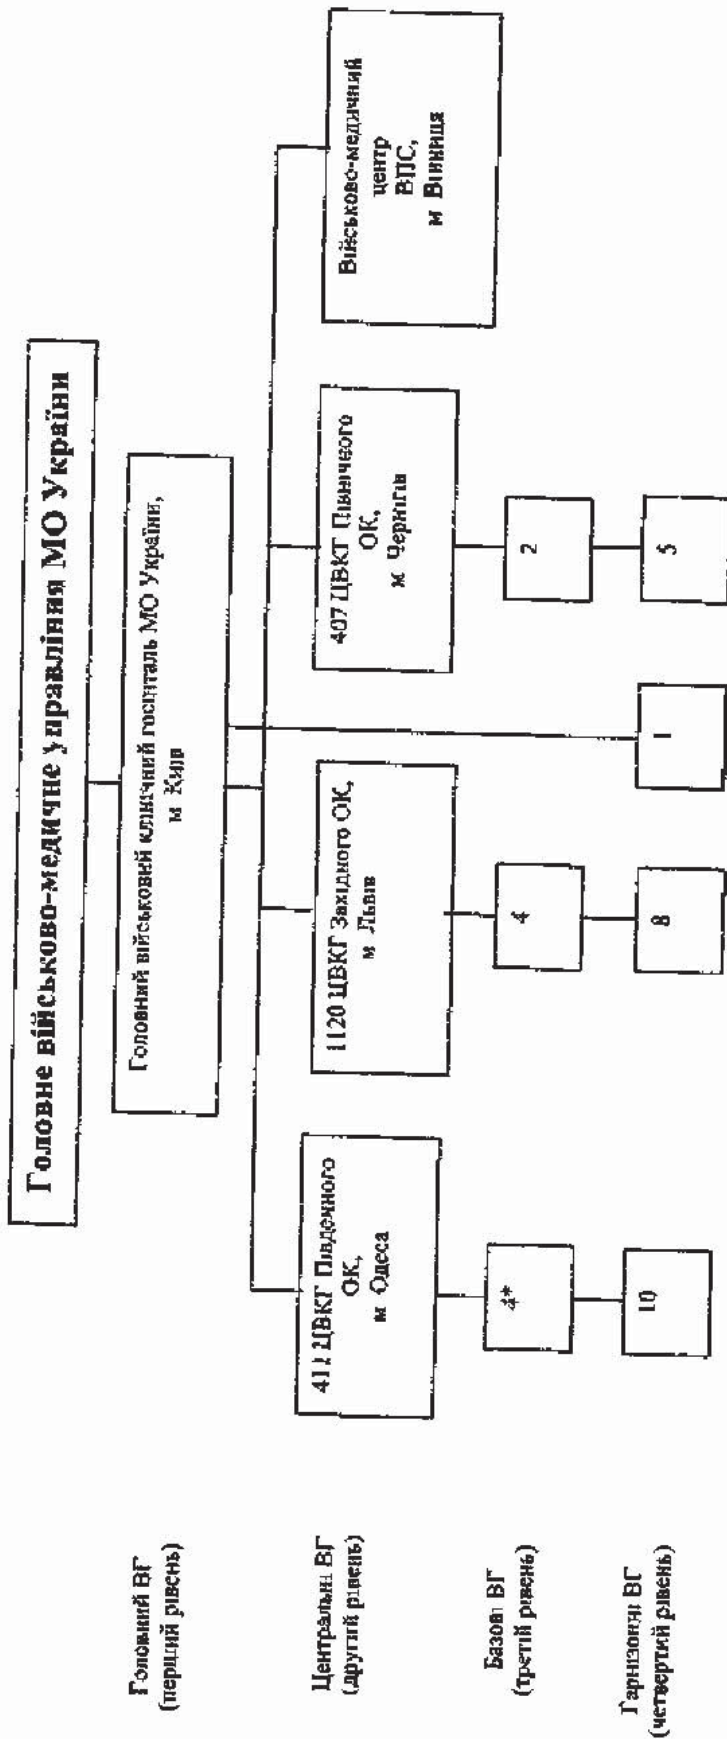 Головне військово-медичне управління МО України
Головний ВГ
(перший рівень)
Головний військовий клінічний госпіталь МО України,
м Київ
Центральні ВГ
(другий рівень)
411 ЦВКГ Південного
ОК,
м Одеса
1120 ЦВКГ Західного ОК,
м Львів
407 ЦВКГ Північного
ОК,
м Чернігів
Військово-медичний
центр
ВПС,
м Вінниця
Базові ВГ
(третій рівень)
4*
4
2
Гарнізонні ВГ
(четвертий рівень)
10
8
1
5